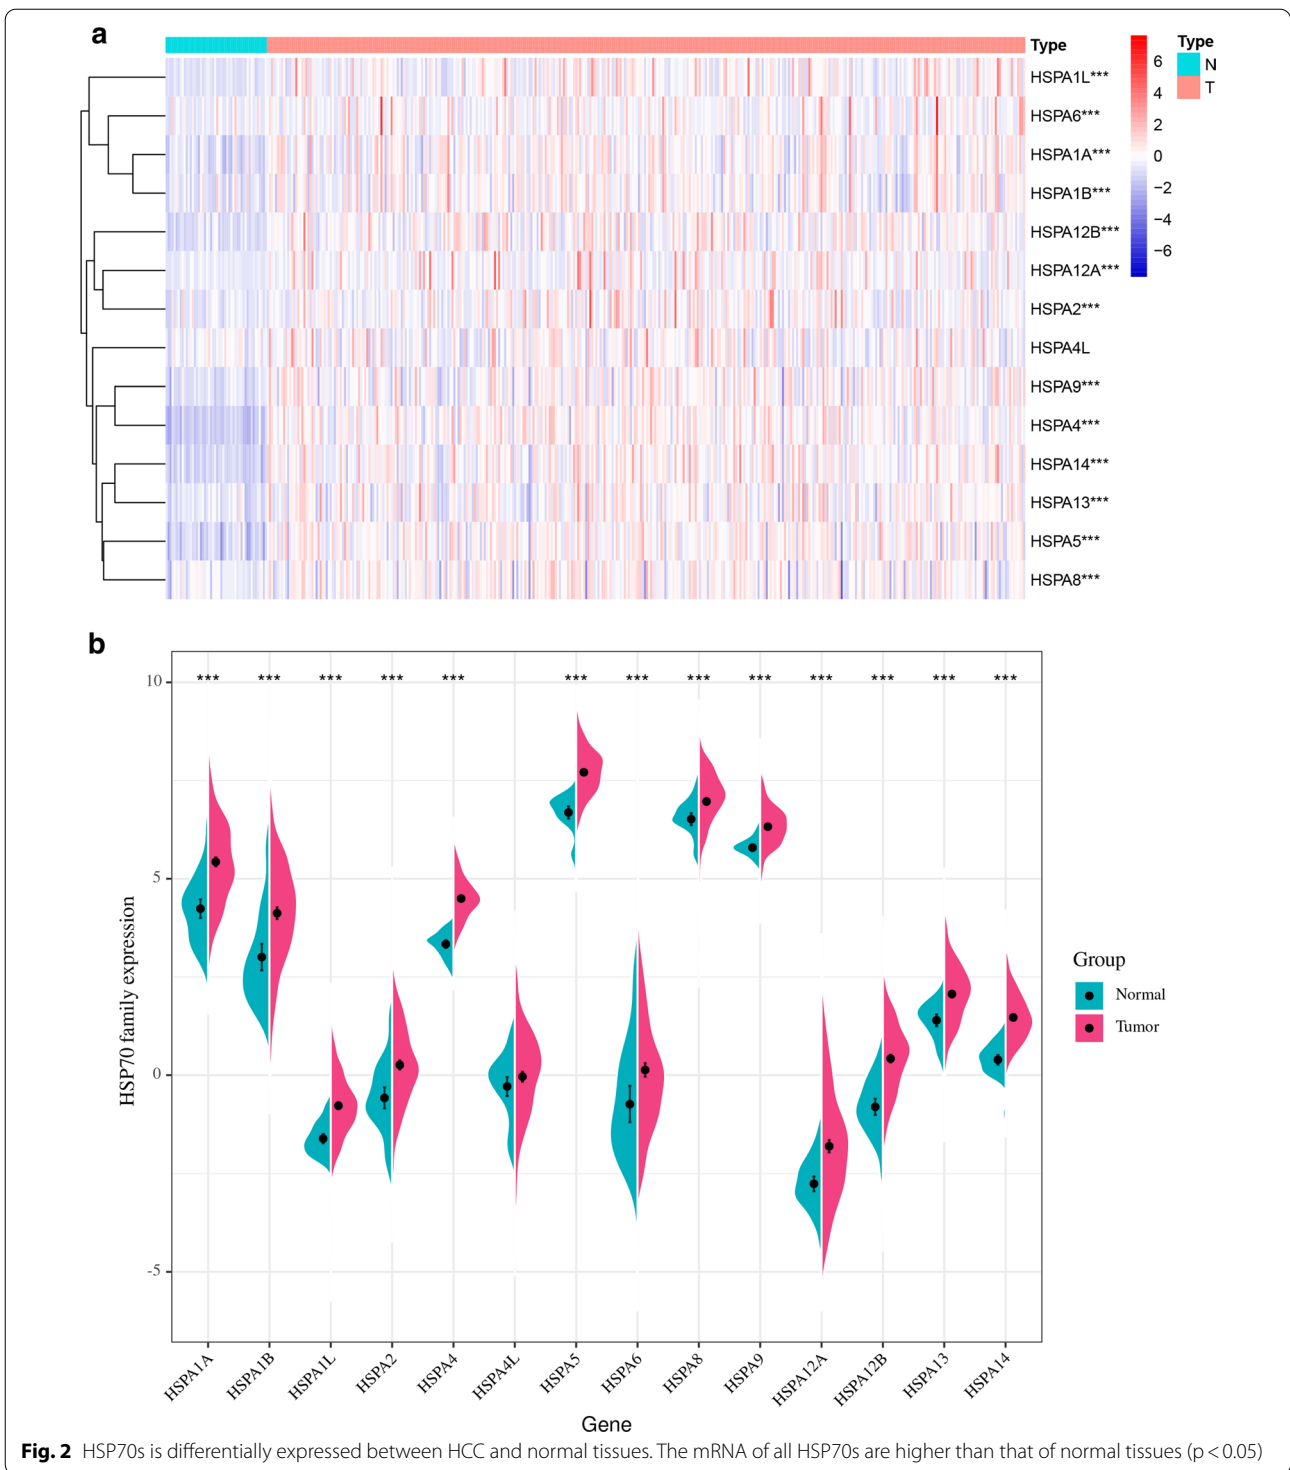 a
Type
HSPA1L***
HSPA6***
HSPA1A***
HSPA1B***
HSPA12B***
HSPA12A***
HSPA2***
HSPA4L
HSPA9***
HSPA4***
HSPA14***
HSPA13***
HSPA5***
HSPA8***
6
4
2
0
−2
−4
−6
Type
N
T
b
*** *** *** *** *** *** *** *** *** *** *** *** ***
10
5
0
-5
HSP70 family expression
HSPA1A HSPA1B HSPA1L HSPA2 HSPA4 HSPA4L HSPA5 HSPA6 HSPA8 HSPA9 HSPA12A HSPA12B HSPA13 HSPA14
Gene
Group
Normal
Tumor
Fig. 2 HSP70s is differentially expressed between HCC and normal tissues. The mRNA of all HSP70s are higher than that of normal tissues (p < 0.05)